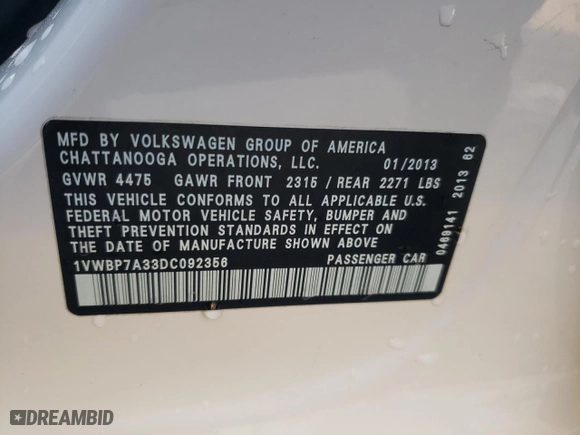 MFD BY VOLKSWAGEN GROUP OF AMERICA
CHATTANOOGA OPERATIONS, LLC. 01/2013
GVWR 4475 GAWR FRONT 2315 / REAR 2271 LBS
THIS VEHICLE CONFORMS TO ALL APPLICABLE U.S.
FEDERAL MOTOR VEHICLE SAFETY, BUMPER AND
THEFT PREVENTION STANDARDS IN EFFECT ON
THE DATE OF MANUFACTURE SHOWN ABOVE
1VWBP7A33DC092356 PASSENGER CAR
0469141 2013 62
DREAMBID